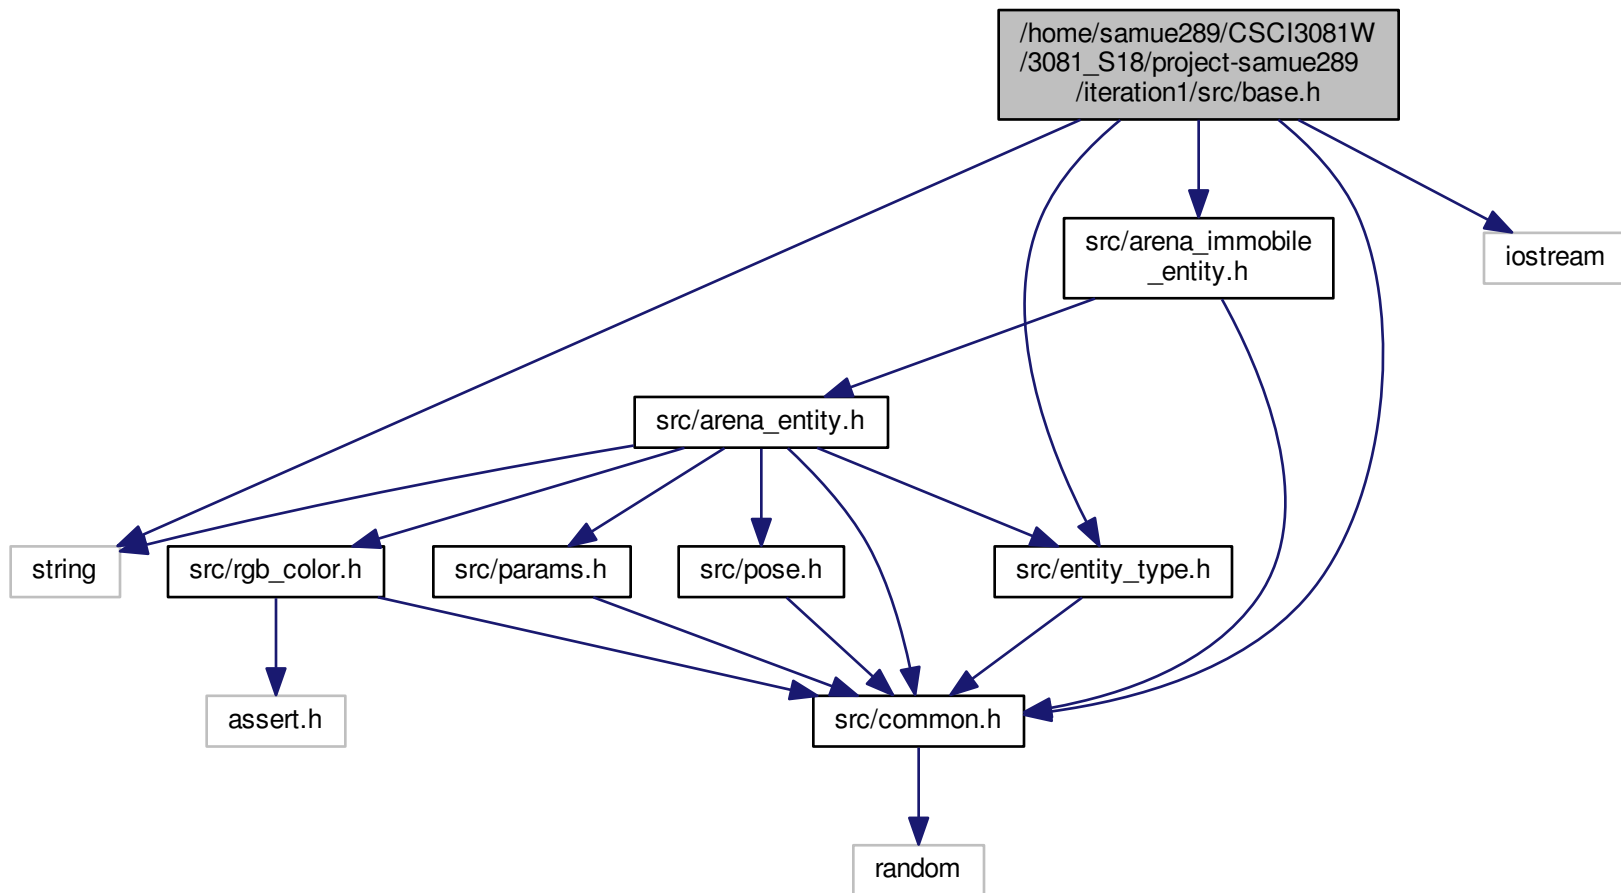 /home/samue289/CSCI3081W
/3081_S18/project-samue289
/iteration1/src/base.h
src/arena_immobile
_entity.h
iostream
src/arena_entity.h
string
src/rgb_color.h
src/params.h
src/pose.h
src/entity_type.h
assert.h
src/common.h
random